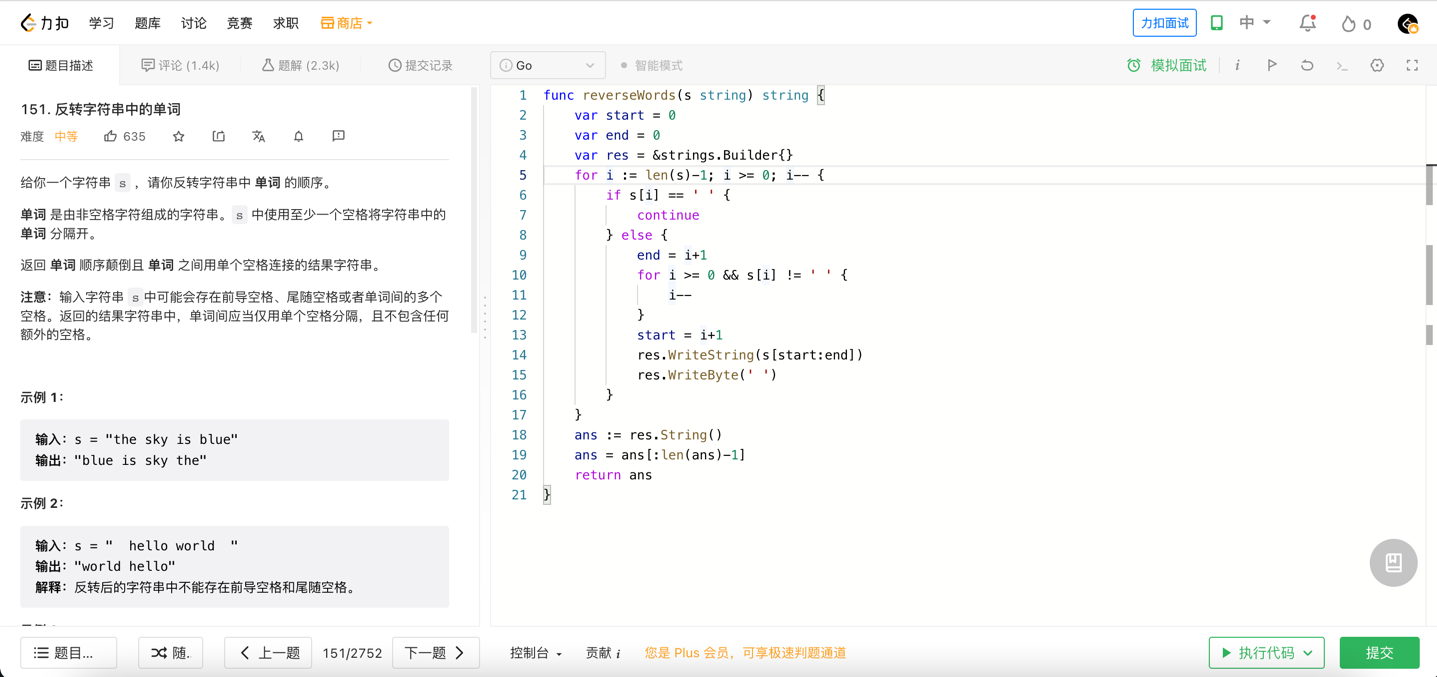 力扣 学习 题库 讨论 竞赛 求职 商店 力扣面试 中 0
题目描述 评论 (1.4k) 题解 (2.3k) 提交记录 i Go 智能模式 模拟面试 i
151. 反转字符串中的单词
难度 中等 635
给你一个字符串 s ，请你反转字符串中 单词 的顺序。
单词 是由非空格字符组成的字符串。s 中使用至少一个空格将字符串中的
单词 分隔开。
返回 单词 顺序颠倒且 单词 之间用单个空格连接的结果字符串。
注意：输入字符串 s中可能会存在前导空格、尾随空格或者单词间的多个
空格。返回的结果字符串中，单词间应当仅用单个空格分隔，且不包含任何
额外的空格。
示例 1：
输入：s = "the sky is blue"
输出："blue is sky the"
示例 2：
输入：s = "  hello world  "
输出："world hello"
解释：反转后的字符串中不能存在前导空格和尾随空格。
1 func reverseWords(s string) string {
2     var start = 0
3     var end = 0
4     var res = &strings.Builder{}
5     for i := len(s)-1; i >= 0; i-- {
6         if s[i] == ' ' {
7             continue
8         } else {
9             end = i+1
10             for i >= 0 && s[i] != ' ' {
11                 i--
12             }
13             start = i+1
14             res.WriteString(s[start:end])
15             res.WriteByte(' ')
16         }
17     }
18     ans := res.String()
19     ans = ans[:len(ans)-1]
20     return ans
21 }
题目... 随. 上一题 151/2752 下一题 控制台 贡献 i 您是 Plus 会员，可享极速判题通道 执行代码 提交